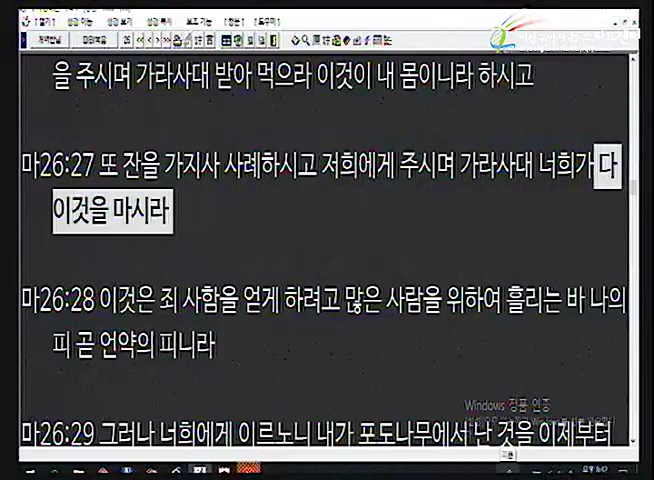 을 주시며 가라사대 받아 먹으라 이것이 내 몸이니라 하시고
마26:27 또 잔을 가지사 사례하시고 저희에게 주시며 가라사대 너희가 다
이것을 마시라
마26:28 이것은 죄 사함을 얻게 하려고 많은 사람을 위하여 흘리는 바 나의
피 곧 언약의 피니라
Windows 정품 인증
마26:29 그러나 너희에게 이르노니 내가 포도나무에서 난 것을 이제부터